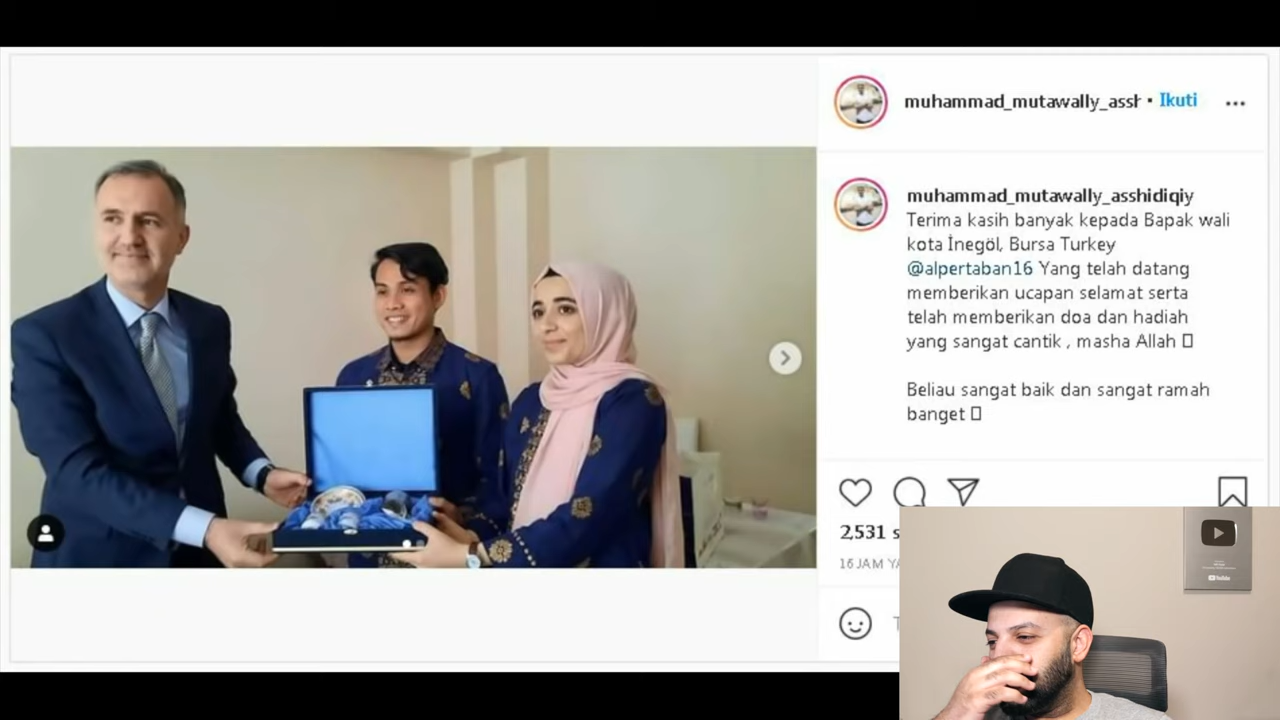 muhammad_mutawally_assh • Ikuti
muhammad_mutawally_asshidiqiy
Terima kasih banyak kepada Bapak wali
kota İnegöl, Bursa Turkey
@alpertaban16 Yang telah datang
memberikan ucapan selamat serta
telah memberikan doa dan hadiah
yang sangat cantik , masha Allah
Beliau sangat baik dan sangat ramah
banget
2,531 s
16 JAM YA
YouTube